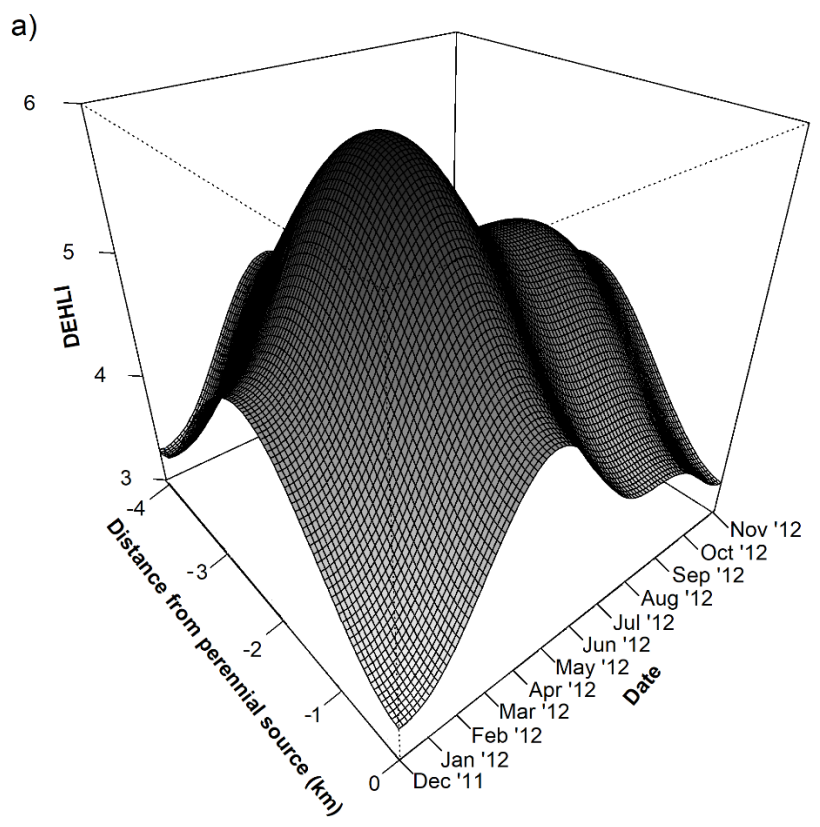 a)
6
5
4
3
DEHLI
-4
-3
-2
-1
0
Distance from perennial source (km)
Dec '11
Jan '12
Feb '12
Mar '12
Apr '12
May '12
Jun '12
Jul '12
Aug '12
Sep '12
Oct '12
Nov '12
Date